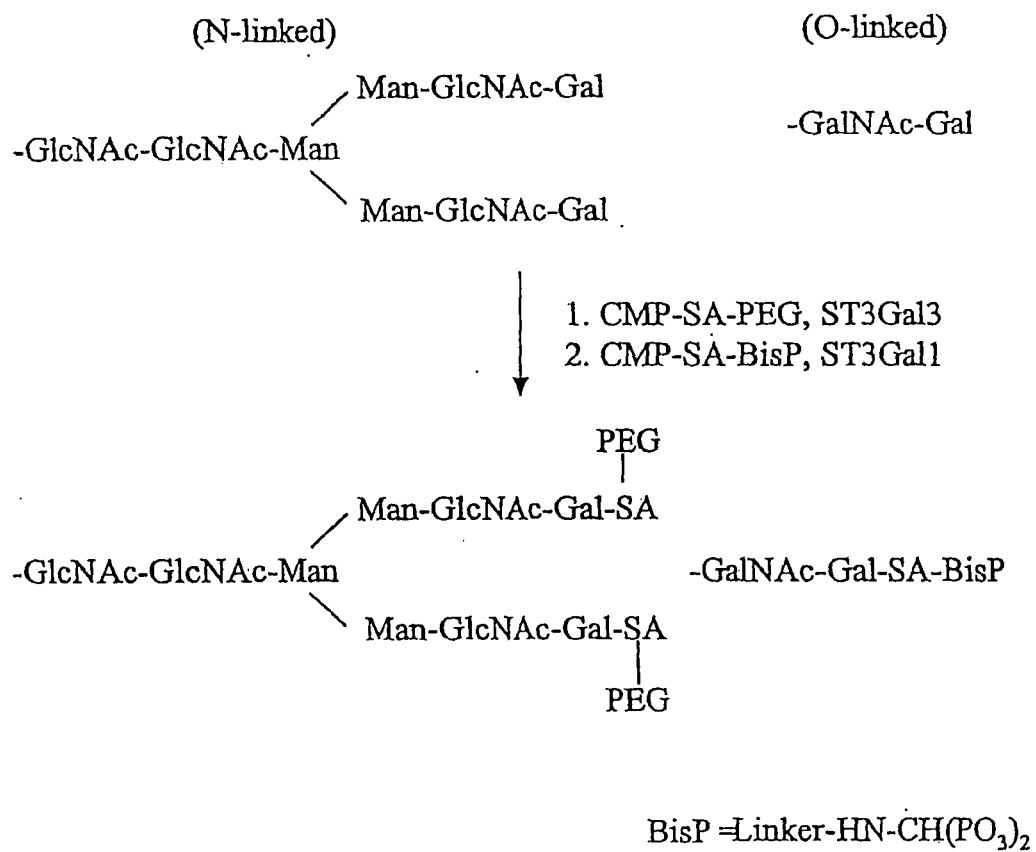 (N-linked)
(O-linked)
Man-GlcNAc-Gal
-GalNAc-Gal
-GlcNAc-GlcNAc-Man
Man-GlcNAc-Gal
1. CMP-SA-PEG, ST3Gal3
2. CMP-SA-BisP, ST3Gal1
PEG
Man-GlcNAc-Gal-SA
-GlcNAc-GlcNAc-Man
-GalNAc-Gal-SA-BisP
Man-GlcNAc-Gal-SA
PEG
BisP =Linker-HN-CH(PO₃)₂